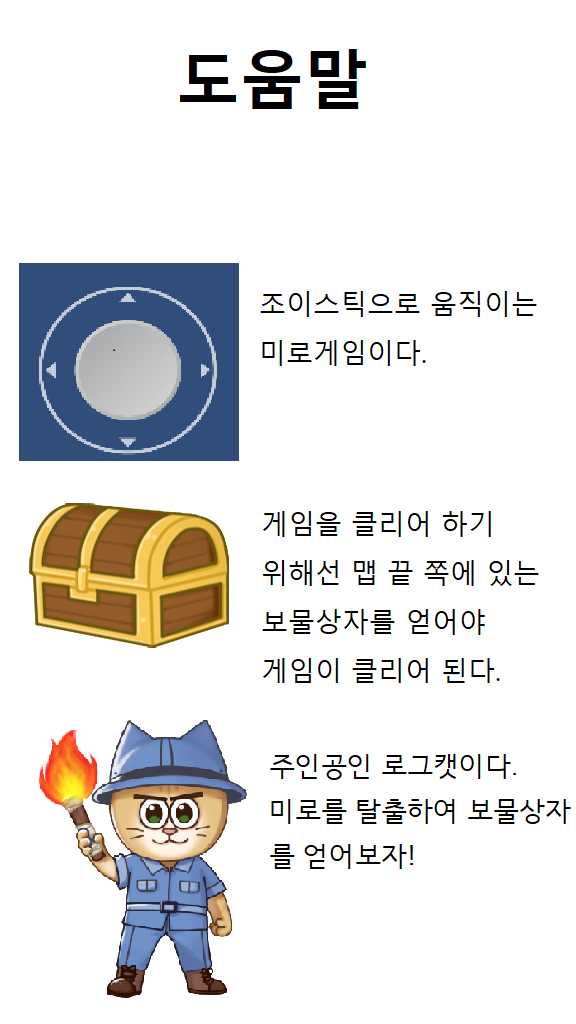 도움말
조이스틱으로 움직이는
미로게임이다.
게임을 클리어 하기
위해선 맵 끝 쪽에 있는
보물상자를 얻어야
게임이 클리어 된다.
주인공인 로그캣이다.
미로를 탈출하여 보물상자
를 얻어보자!